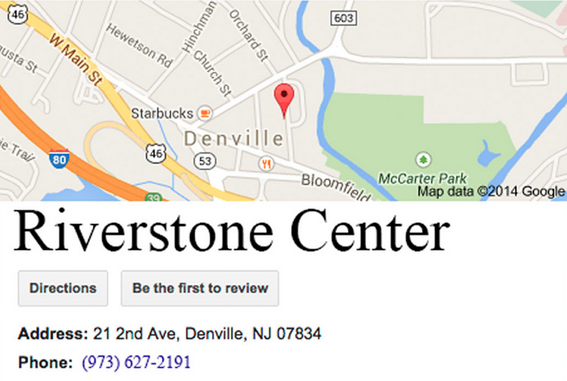 46
603
Hinchman
Orchard St
Hewetson Rd
W Main St
Church St
usta St
Starbucks
Denville
80
46
53
ie Trail
McCarter Park
Bloomfield
39
Map data ©2014 Google
Riverstone Center
Directions
Be the first to review
Address: 21 2nd Ave, Denville, NJ 07834
Phone: (973) 627-2191